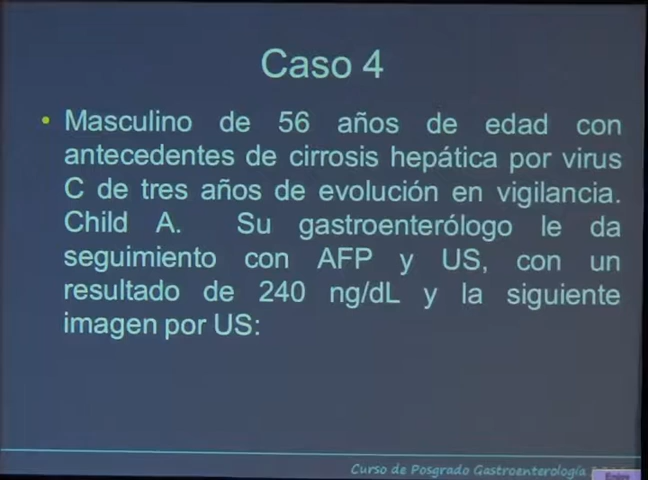 Caso 4
• Masculino de 56 años de edad con
antecedentes de cirrosis hepática por virus
C de tres años de evolución en vigilancia.
Child A. Su gastroenterólogo le da
seguimiento con AFP y US, con un
resultado de 240 ng/dL y la siguiente
imagen por US:
Curso de Posgrado Gastroenterología